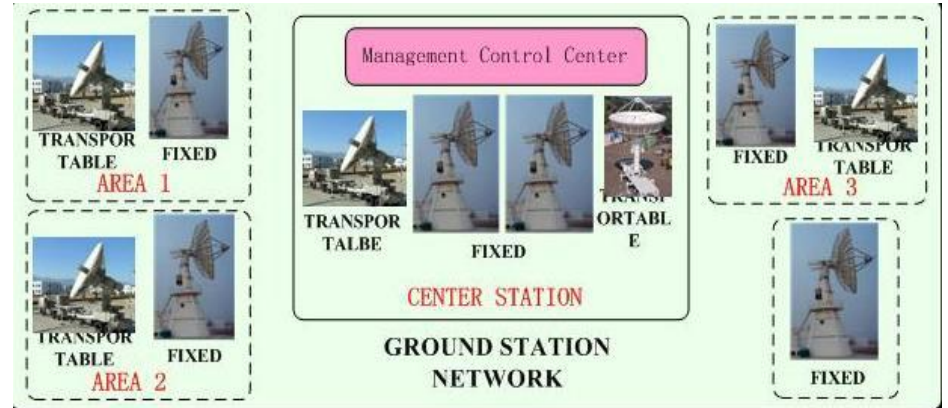 TRANSPOR
TABLE
FIXED
AREA 1
TRANSPOR
TABLE
FIXED
AREA 2
Management Control Center
TRANSPOR
TALBE
FIXED
TRANSP
ORTABL
E
CENTER STATION
GROUND STATION
NETWORK
FIXED
TRANSPOR
TABLE
AREA 3
FIXED